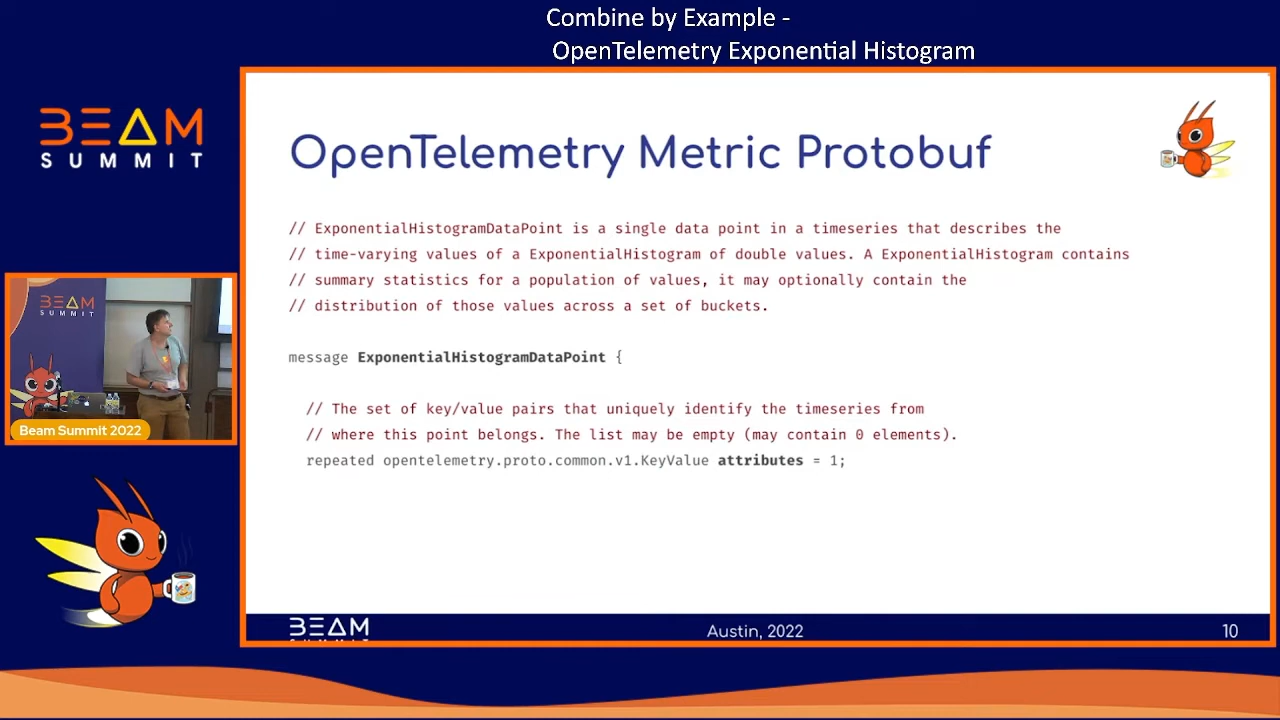 Combine by Example -
OpenTelemetry Exponential Histogram
BEAM
SUMMIT
OpenTelemetry Metric Protobuf
// ExponentialHistogramDataPoint is a single data point in a timeseries that describes the
// time-varying values of a ExponentialHistogram of double values. A ExponentialHistogram contains
// summary statistics for a population of values, it may optionally contain the
// distribution of those values across a set of buckets.
message ExponentialHistogramDataPoint {
// The set of key/value pairs that uniquely identify the timeseries from
// where this point belongs. The list may be empty (may contain 0 elements).
repeated opentelemetry.proto.common.v1.KeyValue attributes = 1;
BEAM
SUMMIT
Beam Summit 2022
BEAM
Austin, 2022
10